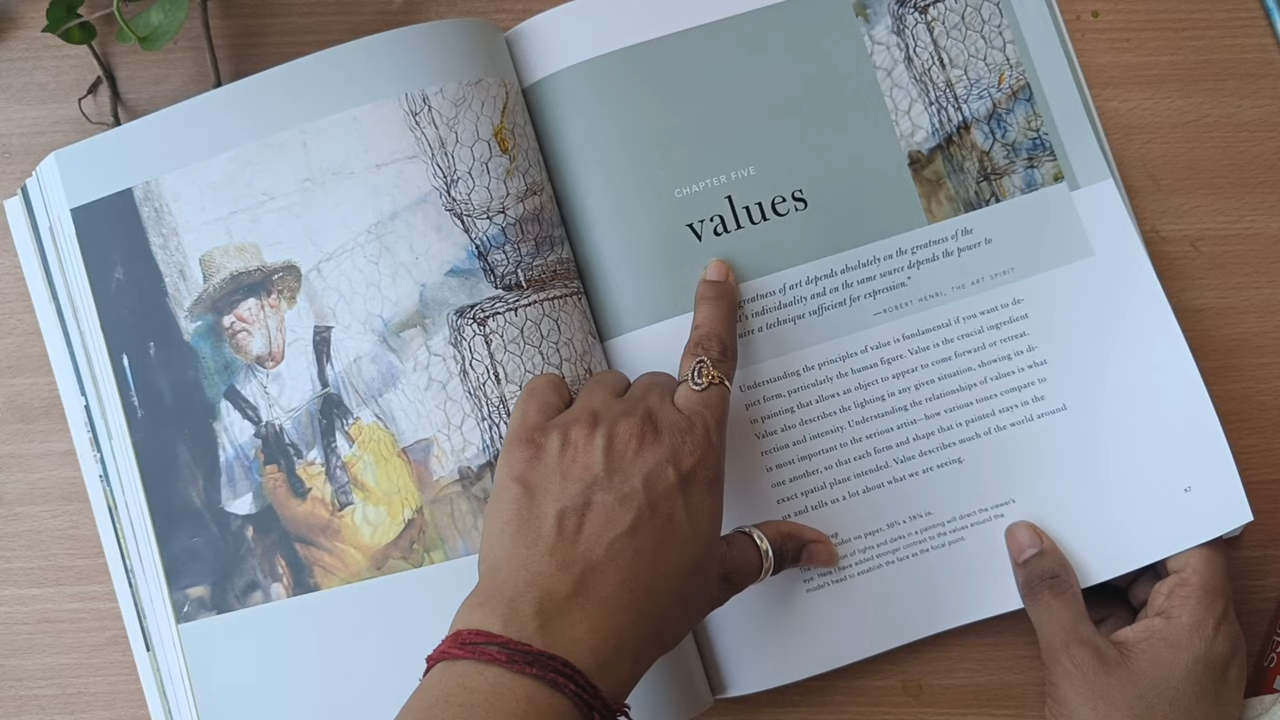 CHAPTER FIVE
values
greatness of art depends absolutely on the greatness of the
t's individuality and on the same source depends the power to
uire a technique sufficient for expression."
—ROBERT HENRI, THE ART SPIRIT
Understanding the principles of value is fundamental if you want to de-
pict form, particularly the human figure. Value is the crucial ingredient
in painting that allows an object to appear to come forward or retreat.
Value also describes the lighting in any given situation, showing its di-
rection and intensity. Understanding the relationships of values is what
is most important to the serious artist—how various tones compare to
one another, so that each form and shape that is painted stays in the
exact spatial plane intended. Value describes much of the world around
us and tells us a lot about what we are seeing.
color on paper, 30¾ x 39¼ in.
The of lights and darks in a painting will direct the viewer's
eye. Here I have added stronger contrast to the values around the
model's head to establish the face as the focal point.
87